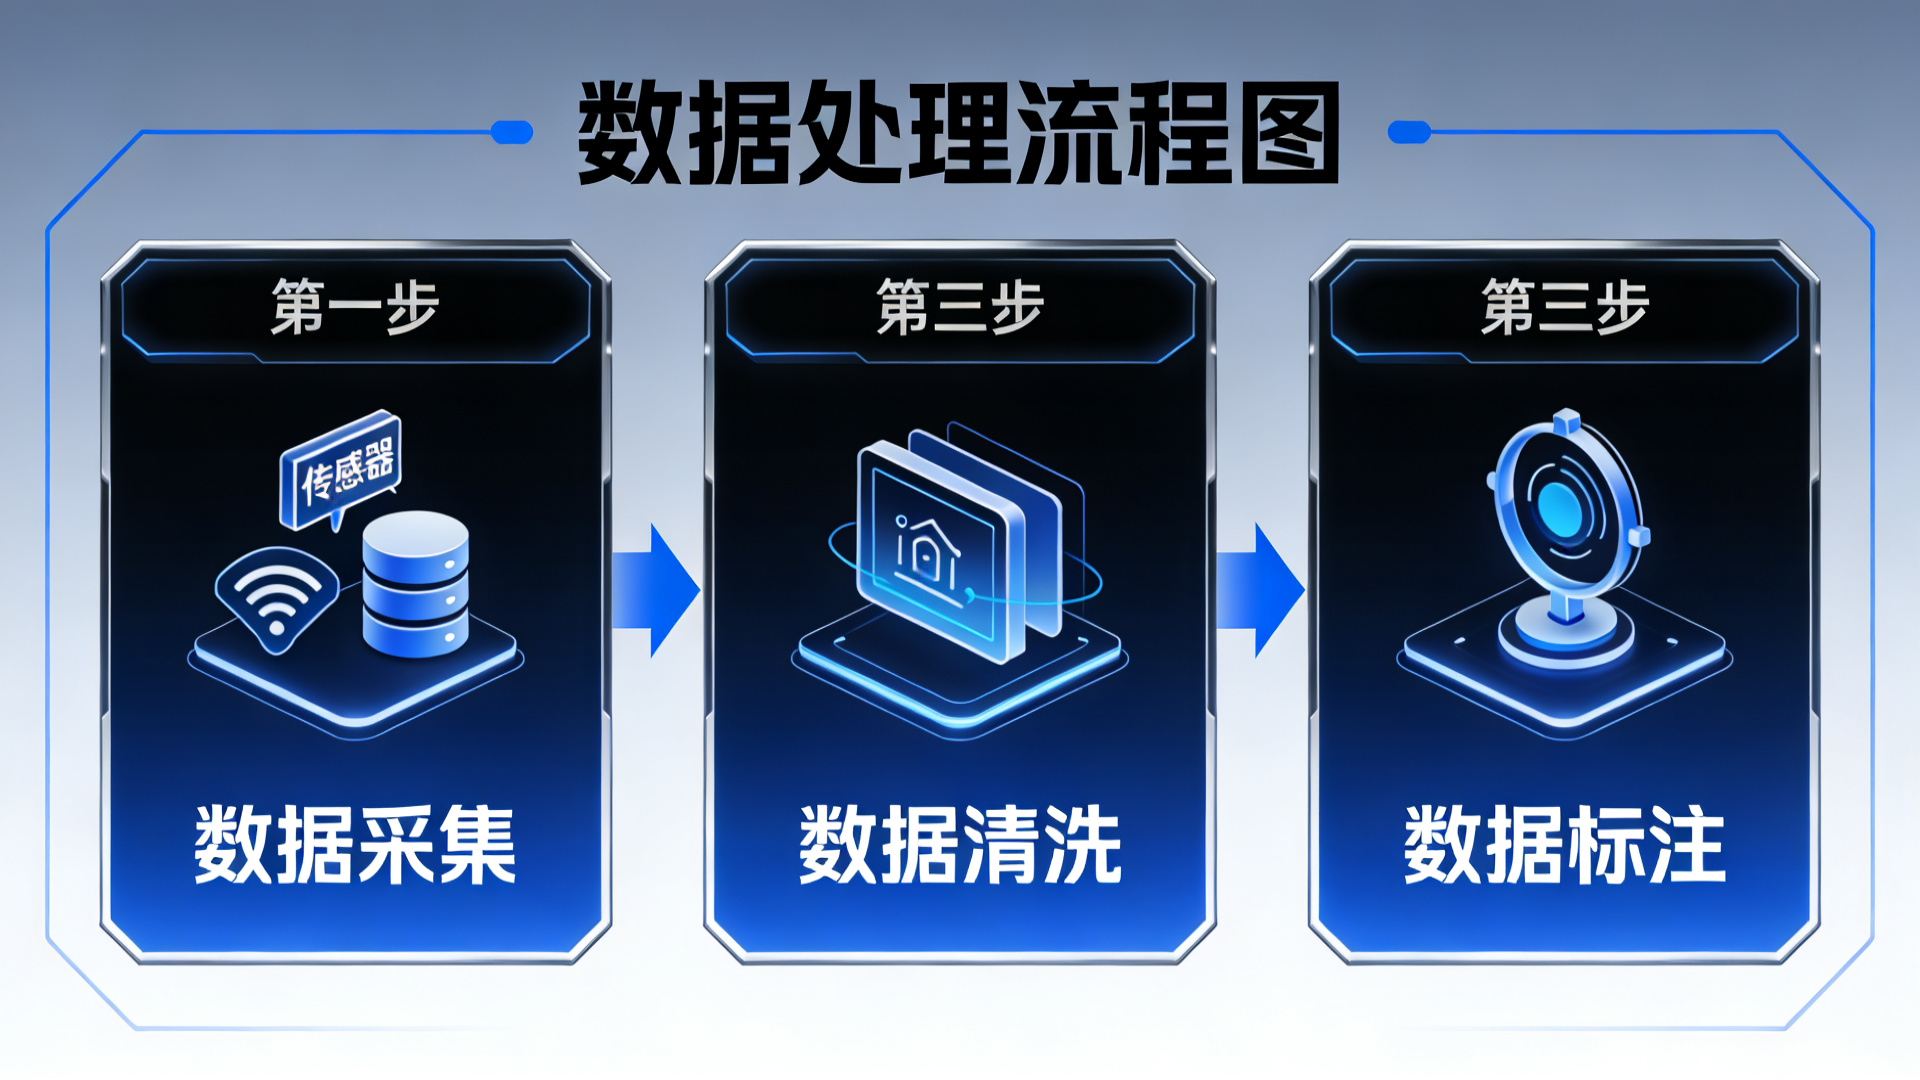 数据处理流程图
第一步
传感器
数据采集
第三步
数据清洗
第三步
数据标注